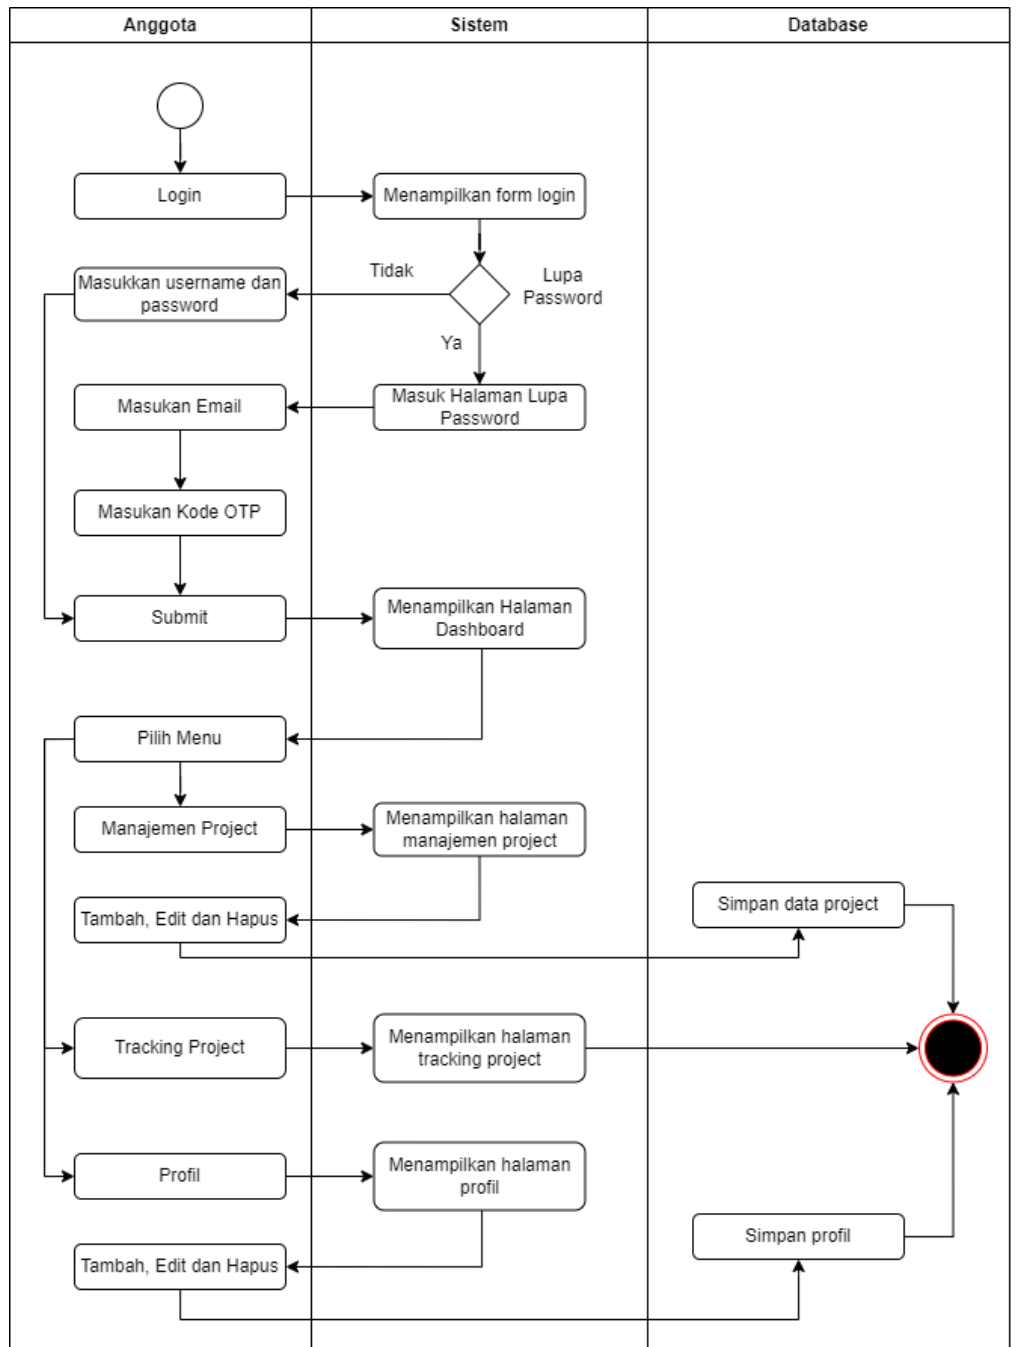 Anggota
Sistem
Database
Login
Menampilkan form login
Tidak
Lupa
Password
Masukkan username dan
password
Ya
Masukan Email
Masuk Halaman Lupa
Password
Masukan Kode OTP
Submit
Menampilkan Halaman
Dashboard
Pilih Menu
Manajemen Project
Menampilkan halaman
manajemen project
Tambah, Edit dan Hapus
Simpan data project
Tracking Project
Menampilkan halaman
tracking project
Profil
Menampilkan halaman
profil
Simpan profil
Tambah, Edit dan Hapus